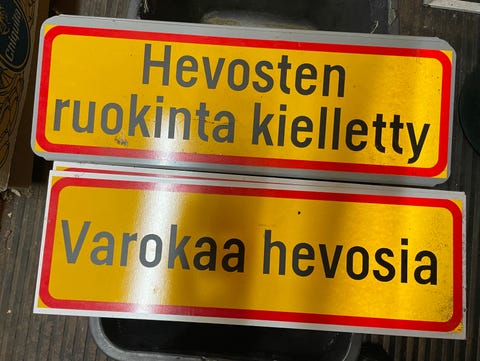 Hevosten
ruokinta kielletty
Varokaa hevosia